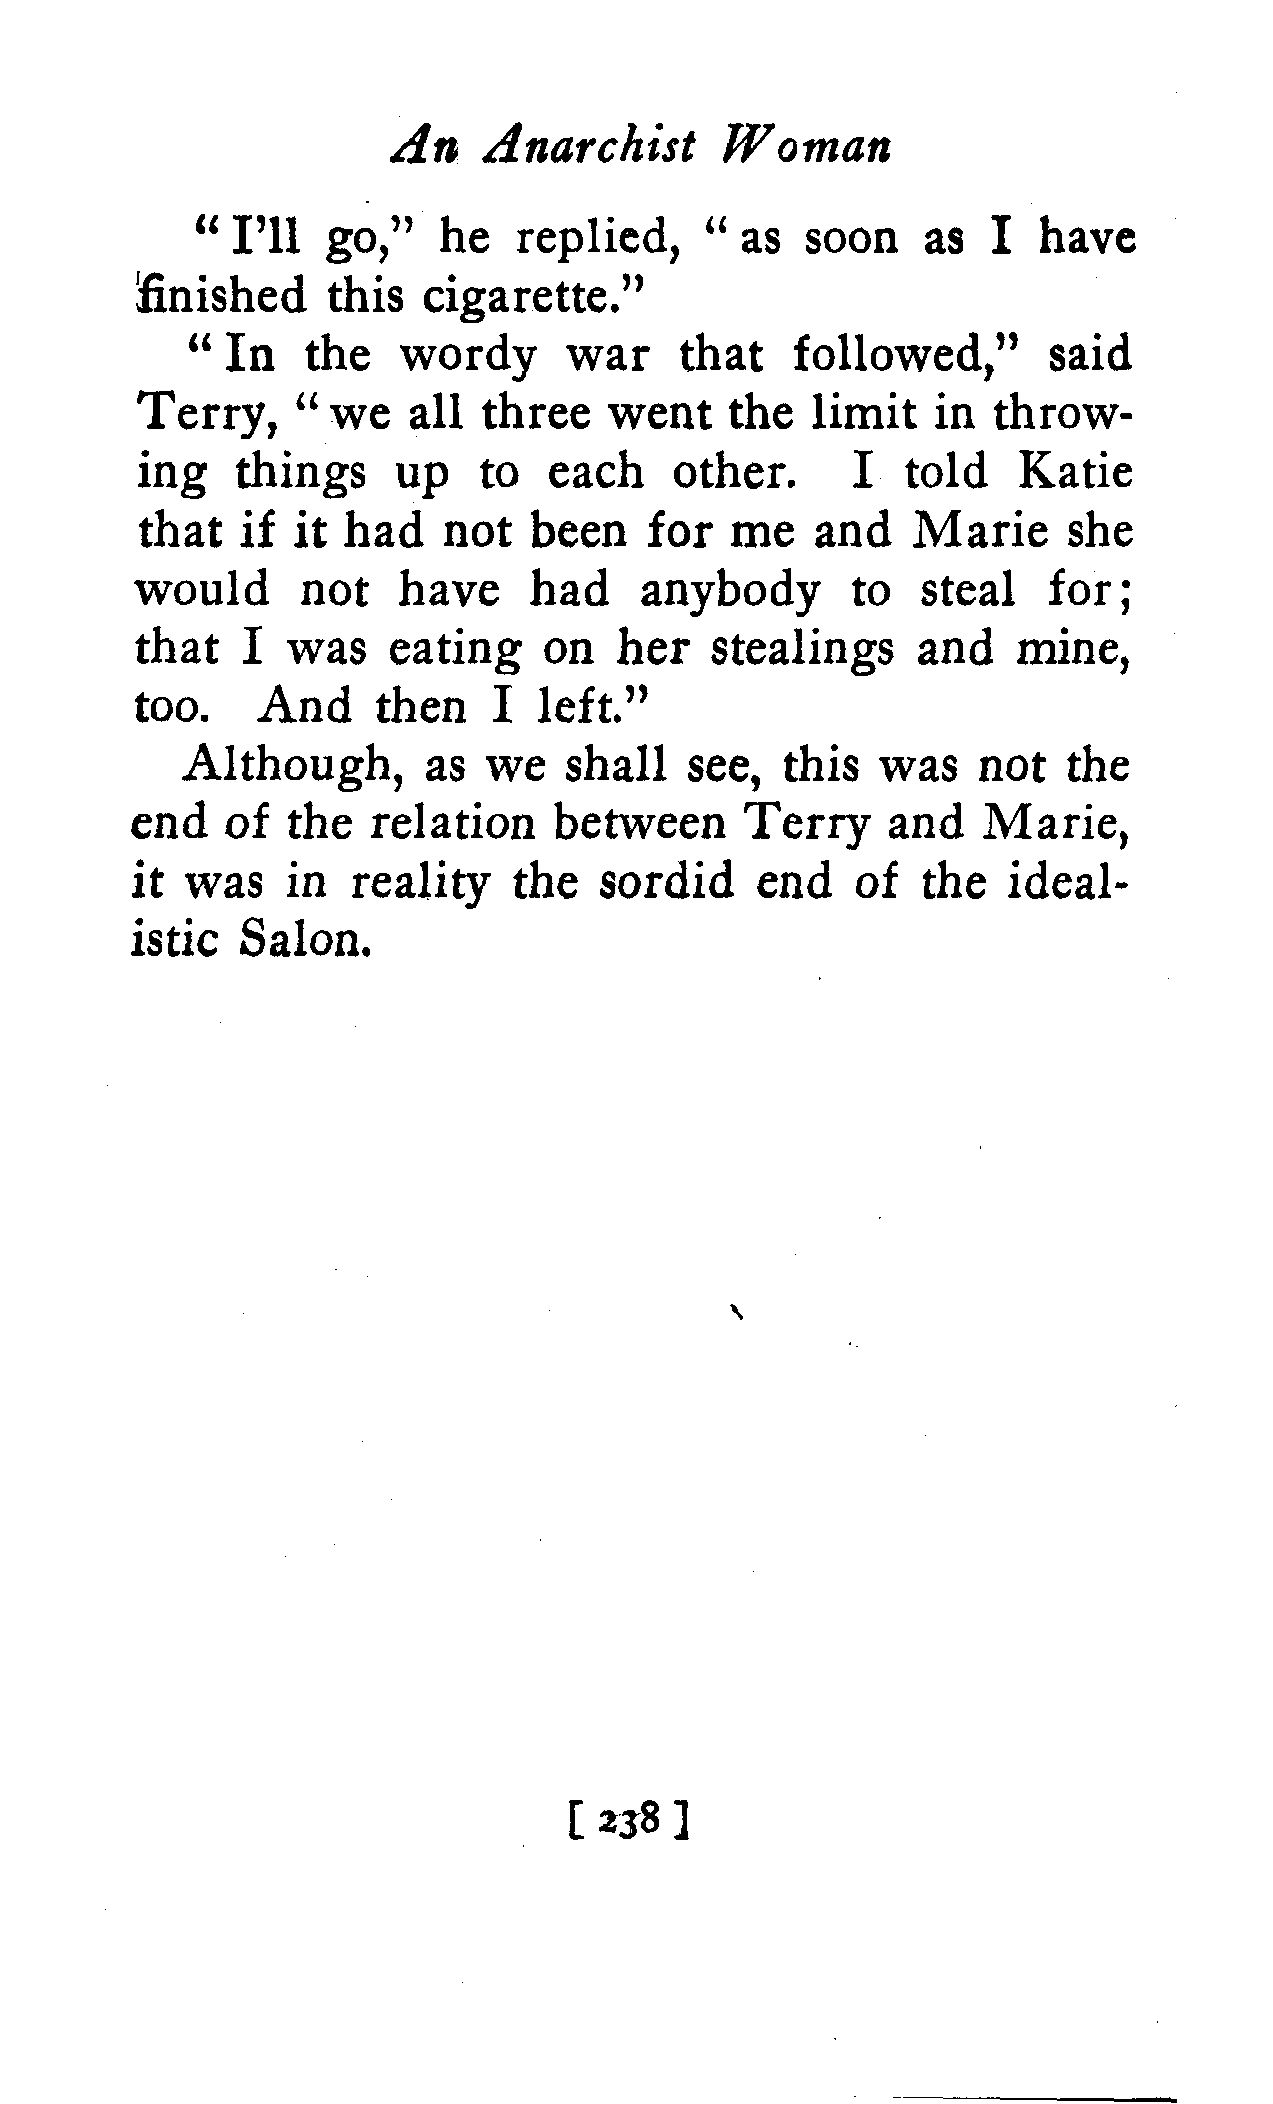 An Anarchist Woman
“ I’ll go,” he replied, “ as soon as I have
finished this cigarette.”
“ In the wordy war that followed,” said
Terry, “ we all three went the limit in throw-
ing things up to each other. I told Katie
that if it had not been for me and Marie she
would not have had anybody to steal for;
that I was eating on her stealings and mine,
too. And then I left.”
Although, as we shall see, this was not the
end of the relation between Terry and Marie,
it was in reality the sordid end of the ideal-
istic Salon.
[ 238 ]